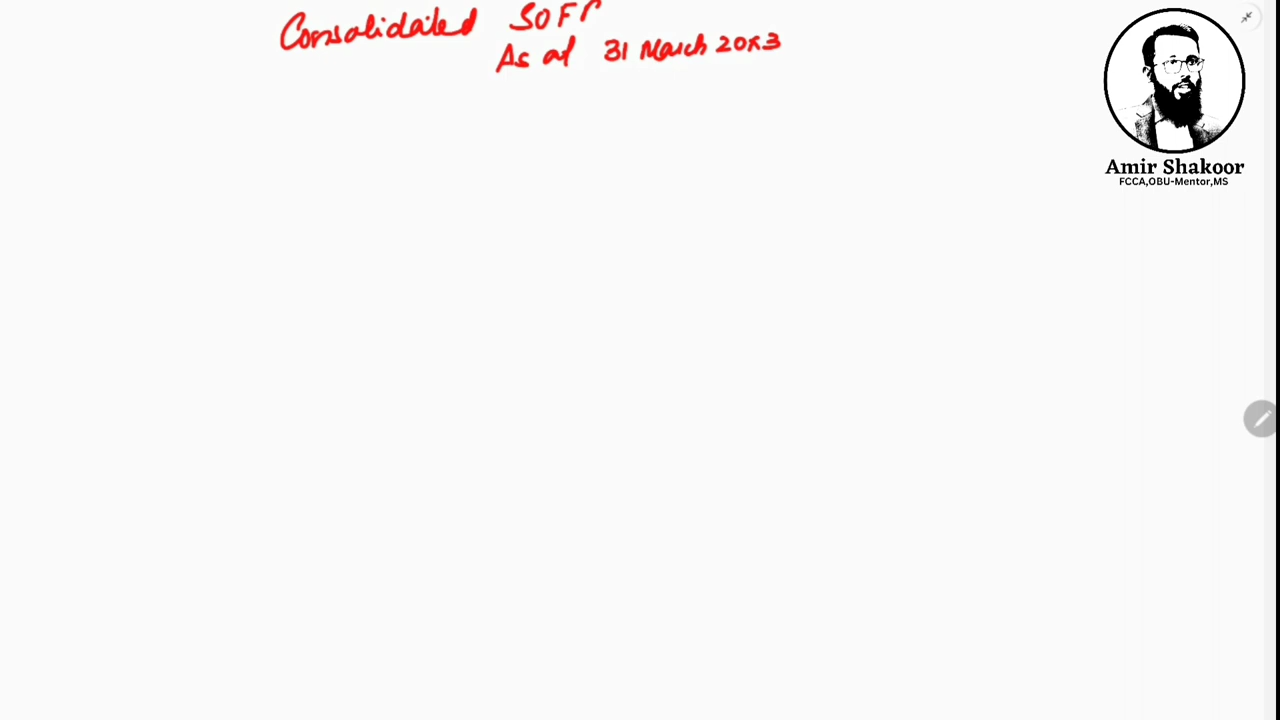 Consolidated SOFP
As at 31 March 20x3
Amir Shakoor
FCCA,OBU-Mentor,MS